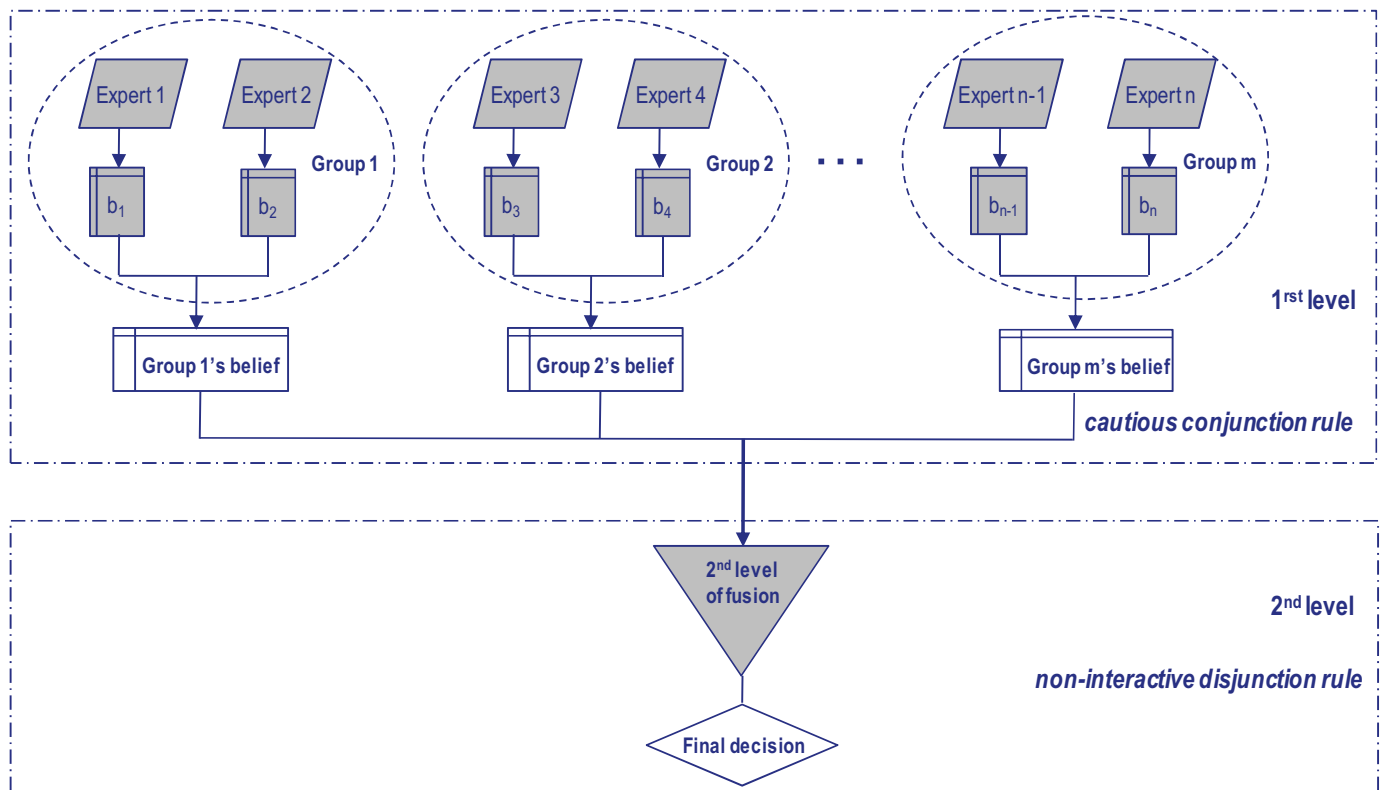 Expert 1
Expert 2
Expert 3
Expert 4
Expert n-1
Expert n
Group 1
Group 2
. . .
Group m
b1
b2
b3
b4
bn-1
bn
1rst level
Group 1's belief
Group 2's belief
Group m's belief
cautious conjunction rule
2nd level
of fusion
2nd level
non-interactive disjunction rule
Final decision